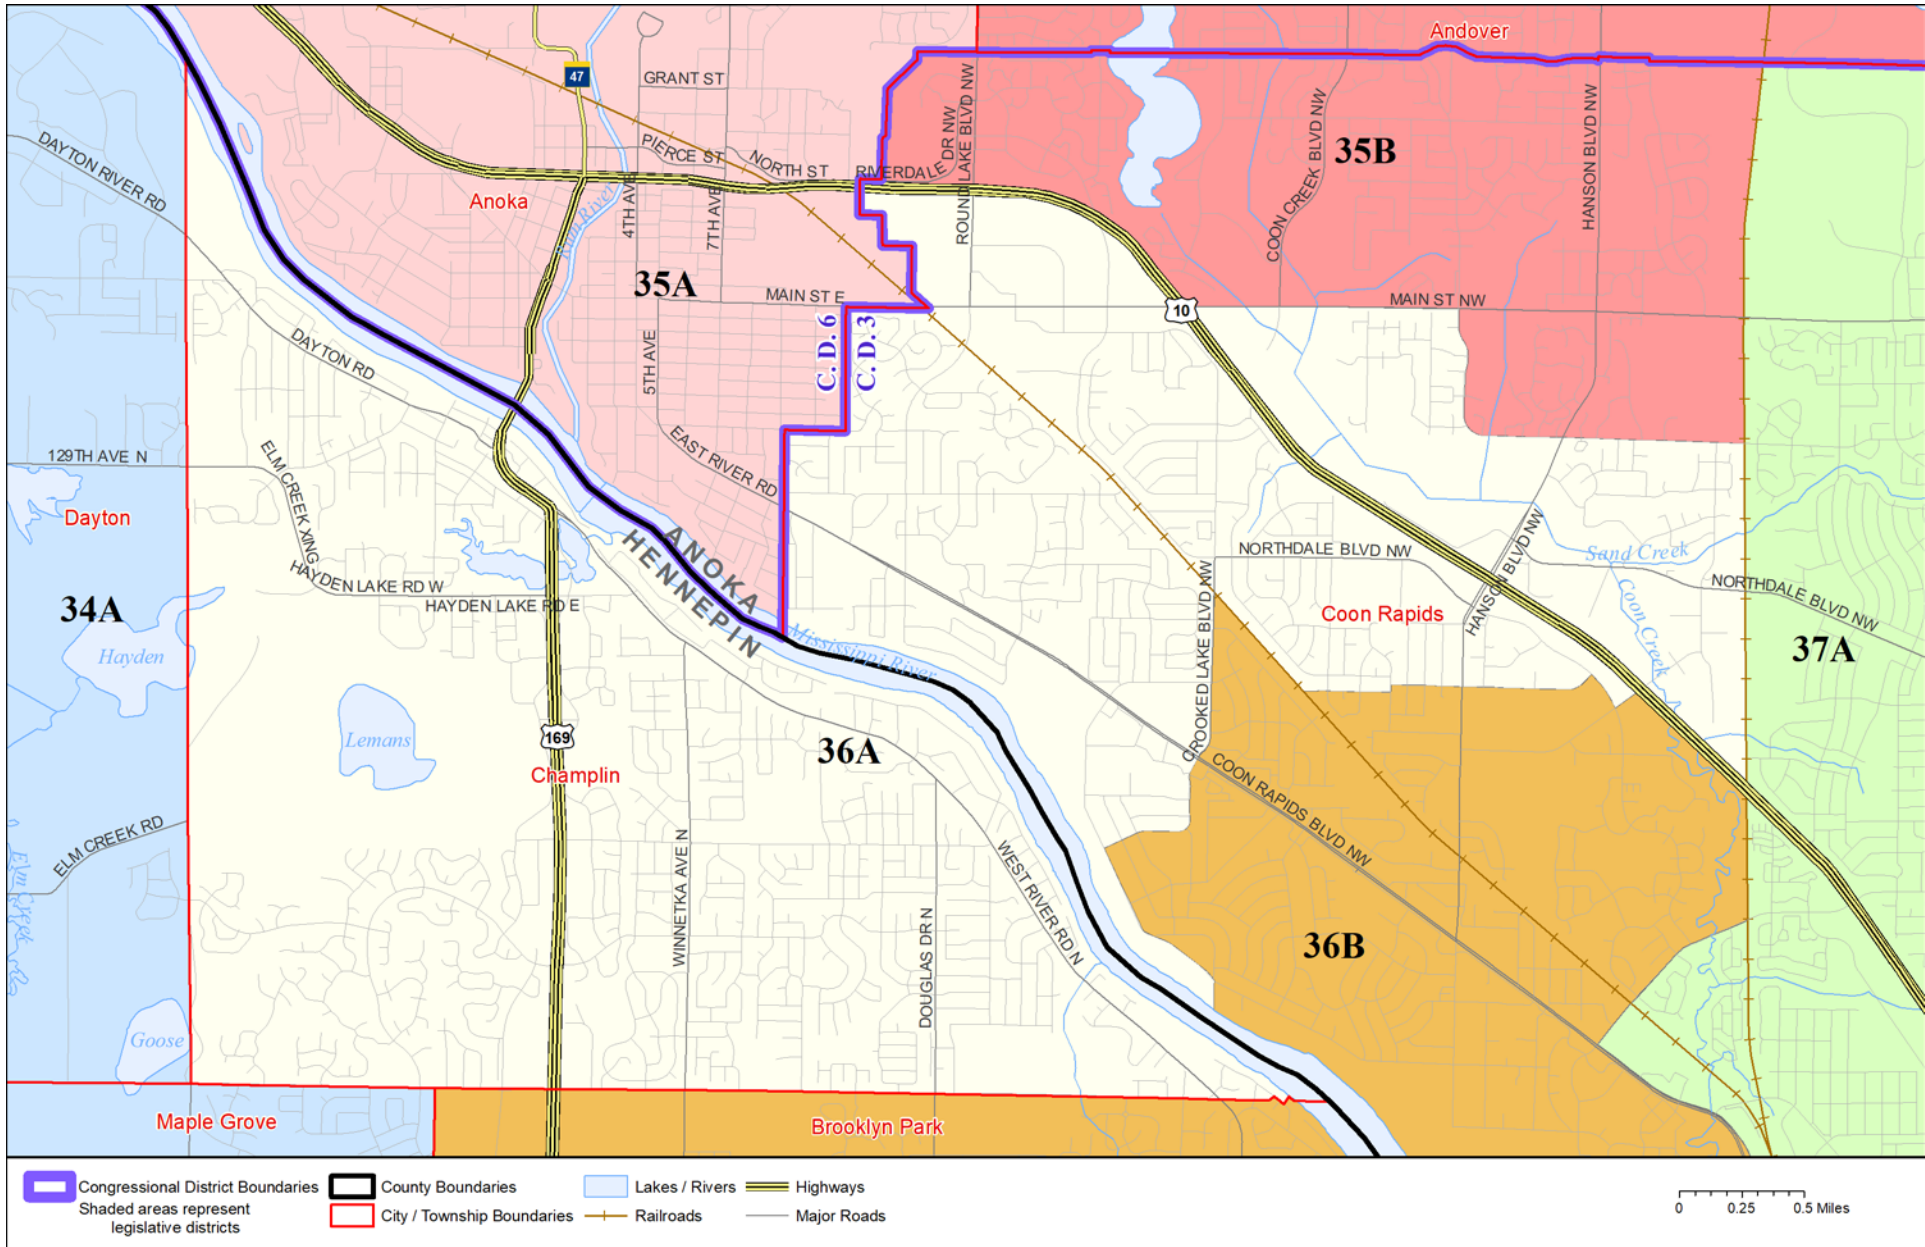 Andover
47
GRANT ST
DAYTON RIVER RD
PIERCE ST
NORTH ST
RIVERDALE
DR NW
ROUND LAKE BLVD NW
COON CREEK BLVD NW
HANSON BLVD NW
35B
Anoka
Rum River
4TH AVE
7TH AVE
35A
MAIN ST E
MAIN ST NW
10
C. D. 6
C. D. 3
DAYTON RD
5TH AVE
EAST RIVER RD
129TH AVE N
ELM CREEK XING
Dayton
HAYDEN LAKE RD W
HAYDEN LAKE RD E
ANOKA
HENNEPIN
Mississippi River
NORTHDALE BLVD NW
HANSON BLVD NW
Sand Creek
Coon Creek
NORTHDALE BLVD NW
34A
Hayden
Coon Rapids
37A
CROOKED LAKE BLVD NW
Lemans
169
Champlin
36A
COON RAPIDS BLVD NW
ELM CREEK RD
Elm Creek
WINNETKA AVE N
DOUGLAS DR N
WEST RIVER RD N
36B
Goose
Maple Grove
Brooklyn Park
Congressional District Boundaries
Shaded areas represent
legislative districts
County Boundaries
City / Township Boundaries
Lakes / Rivers
Railroads
Highways
Major Roads
0 0.25 0.5 Miles